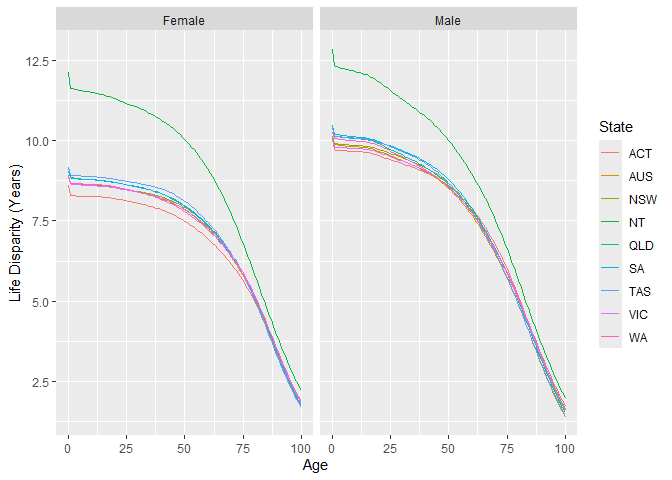 Female
Male
Life Disparity (Years)
12.5
10.0
7.5
5.0
2.5
0
25
50
75
100
0
25
50
75
100
Age
State
ACT
AUS
NSW
NT
QLD
SA
TAS
VIC
WA